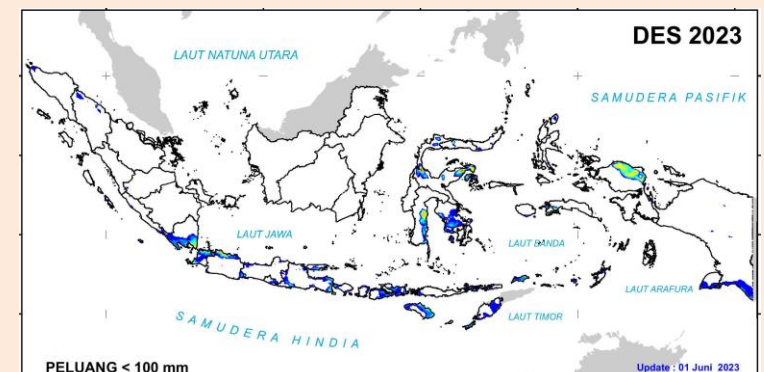 DES 2023
LAUT NATUNA UTARA
SAMUDERA PASIFIK
LAUT JAWA
LAUT BANDA
LAUT ARAFURA
LAUT TIMOR
SAMUDERA HINDIA
PELUANG < 100 mm
Update : 01 Juni 2023